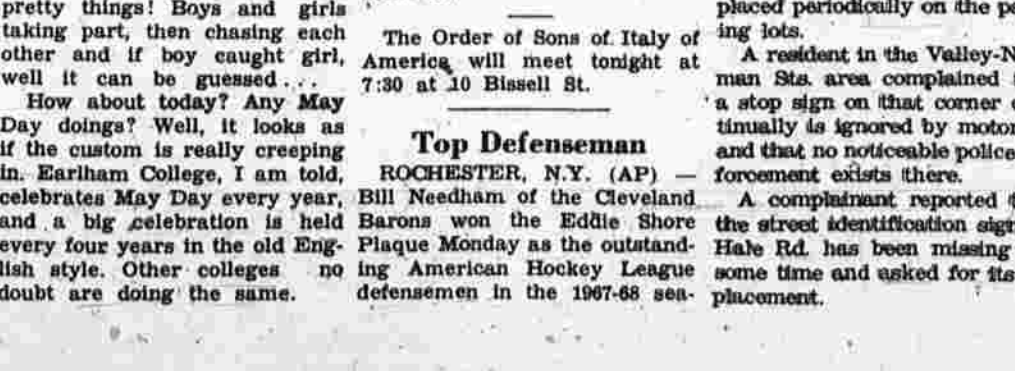 pretty things! Boys and girls
taking part, then chasing each
other and if boy caught girl,
well it can be guessed...
How about today? Any May
Day doings? Well, it looks as
if the custom is really creeping
in. Earlham College, I am told,
celebrates May Day every year,
and a big celebration is held
every four years in the old Eng-
lish style. Other colleges no
doubt are doing the same.
The Order of Sons of Italy of
America will meet tonight at
7:30 at 10 Bissell St.
Top Defenseman
ROCHESTER, N.Y. (AP) —
Bill Needham of the Cleveland
Barons won the Eddie Shore
Plaque Monday as the outstand-
ing American Hockey League
defensemen in the 1967-68 sea-
placed periodically on the
ing lots.
A resident in the Valley-N
man Sts. area complained
a stop sign on that corner
tinually is ignored by motor
and that no noticeable police
forcement exists there.
A complainant reported
the street identification sign
Hale Rd. has been missing
some time and asked for its
placement.